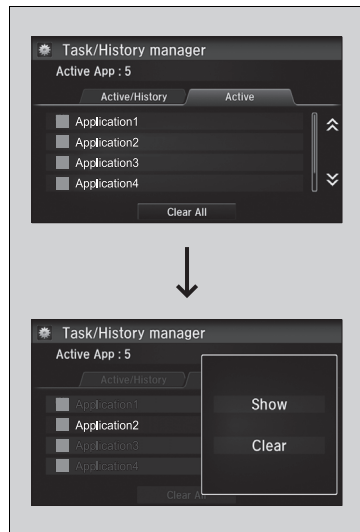 Task/History manager
Active App : 5
Active/History
Active
Application1
Application2
Application3
Application4
Clear All
Task/History manager
Active App : 5
Active/History
Application1
Application2
Application3
Application4
Clear All
Show
Clear